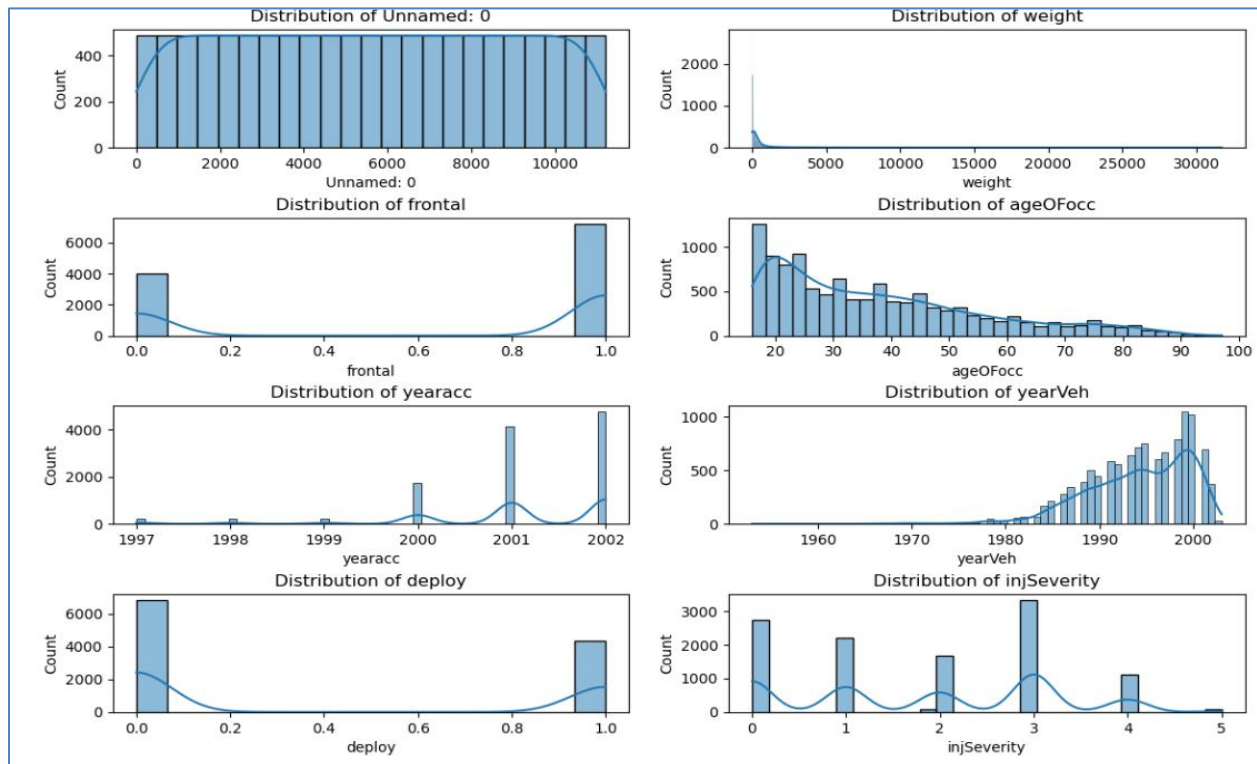 Distribution of Unnamed: 0
Count
400
200
0
0 2000 4000 6000 8000 10000
Unnamed: 0
Distribution of weight
Count
2000
1000
0
0 5000 10000 15000 20000 25000 30000
weight
Distribution of frontal
Count
6000
4000
2000
0
0.0 0.2 0.4 0.6 0.8 1.0
frontal
Distribution of ageOFocc
Count
1000
500
0
20 30 40 50 60 70 80 90 100
ageOFocc
Distribution of yearacc
Count
4000
2000
0
1997 1998 1999 2000 2001 2002
yearacc
Distribution of yearVeh
Count
1000
500
0
1960 1970 1980 1990 2000
yearVeh
Distribution of deploy
Count
6000
4000
2000
0
0.0 0.2 0.4 0.6 0.8 1.0
deploy
Distribution of injSeverity
Count
3000
2000
1000
0
0 1 2 3 4 5
injSeverity